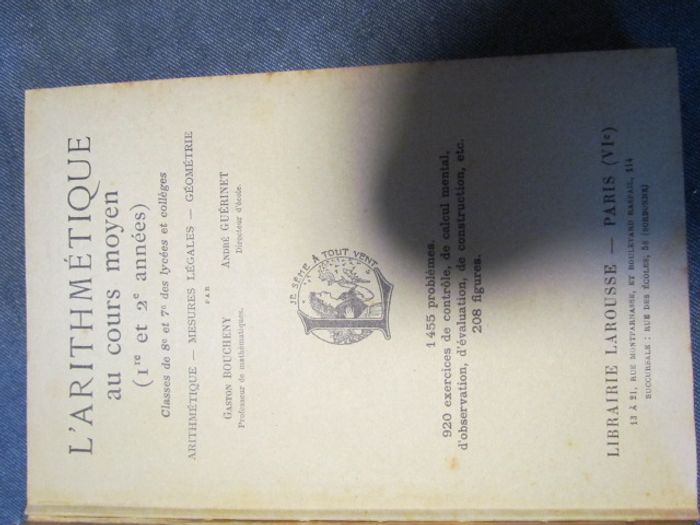 L'ARITHMÉTIQUE
au cours moyen
(1re et 2e années)
Classes de 8e et 7e des lycées et collèges
ARITHMÉTIQUE — MESURES LÉGALES — GÉOMÉTRIE
PAR
Gaston BOUCHENY
Professeur de mathématiques.
André GUÉRINET
Directeur d'école.
JE SÈME À TOUT VENT
1 455 problèmes.
920 exercices de contrôle, de calcul mental,
d'observation, d'évaluation, de construction, etc.
208 figures.
LIBRAIRIE LAROUSSE — PARIS (VIe)
13 À 21, RUE MONTPARNASSE, ET BOULEVARD RASPAIL, 114
SUCCURSALE : RUE DES ÉCOLES, 58 (SORBONNE)